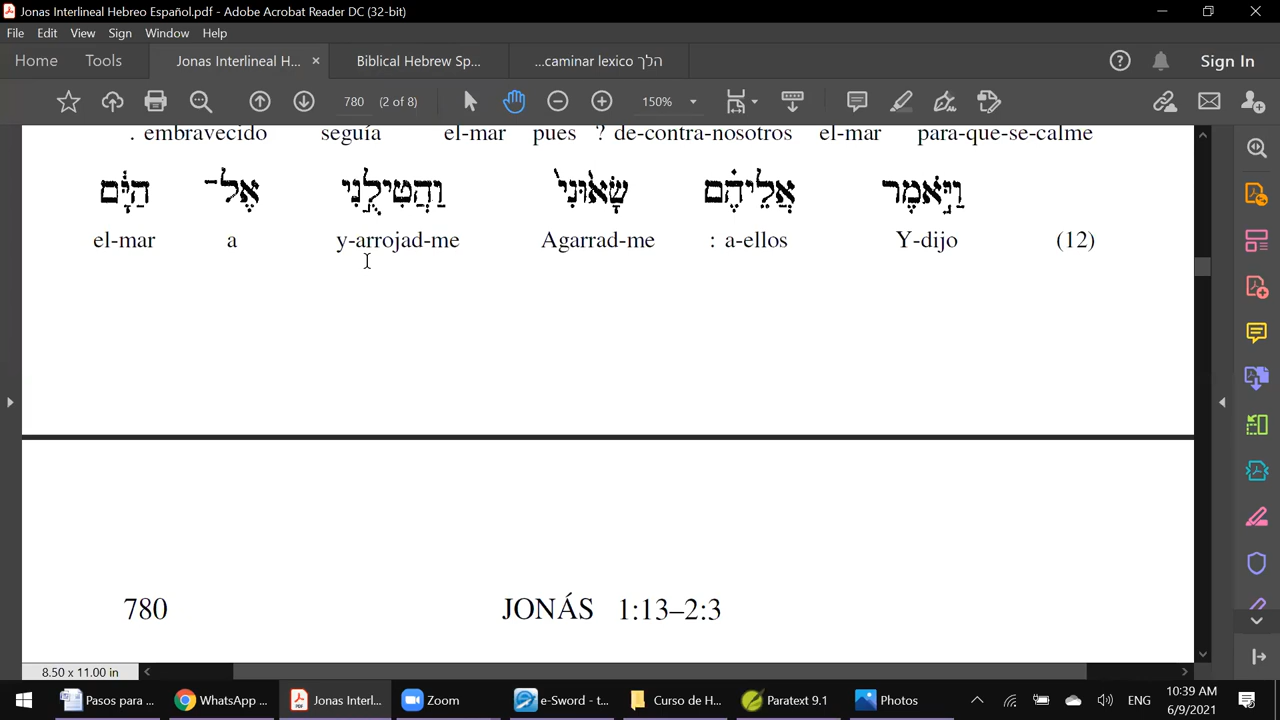 Jonas Interlineal Hebreo Español.pdf - Adobe Acrobat Reader DC (32-bit)
File Edit View Sign Window Help
Home Tools Jonas Interlineal H... × Biblical Hebrew Sp... ...caminar lexico הלך Sign In
780 (2 of 8) 150%
. embravecido seguía el-mar pues ? de-contra-nosotros el-mar para-que-se-calme
וַיֹּ֣אמֶר אֲלֵיהֶ֗ם שָׂא֙וּנִי֙ וַהֲטִילֻ֣נִי אֶל־ הַיָּ֔ם
el-mar a y-arrojad-me Agarrad-me : a-ellos Y-dijo (12)
780 JONÁS 1:13–2:3
8.50 x 11.00 in
Pasos para ... WhatsApp ... Jonas Interl... Zoom e-Sword - t... Curso de H... Paratext 9.1 Photos ENG 10:39 AM
6/9/2021